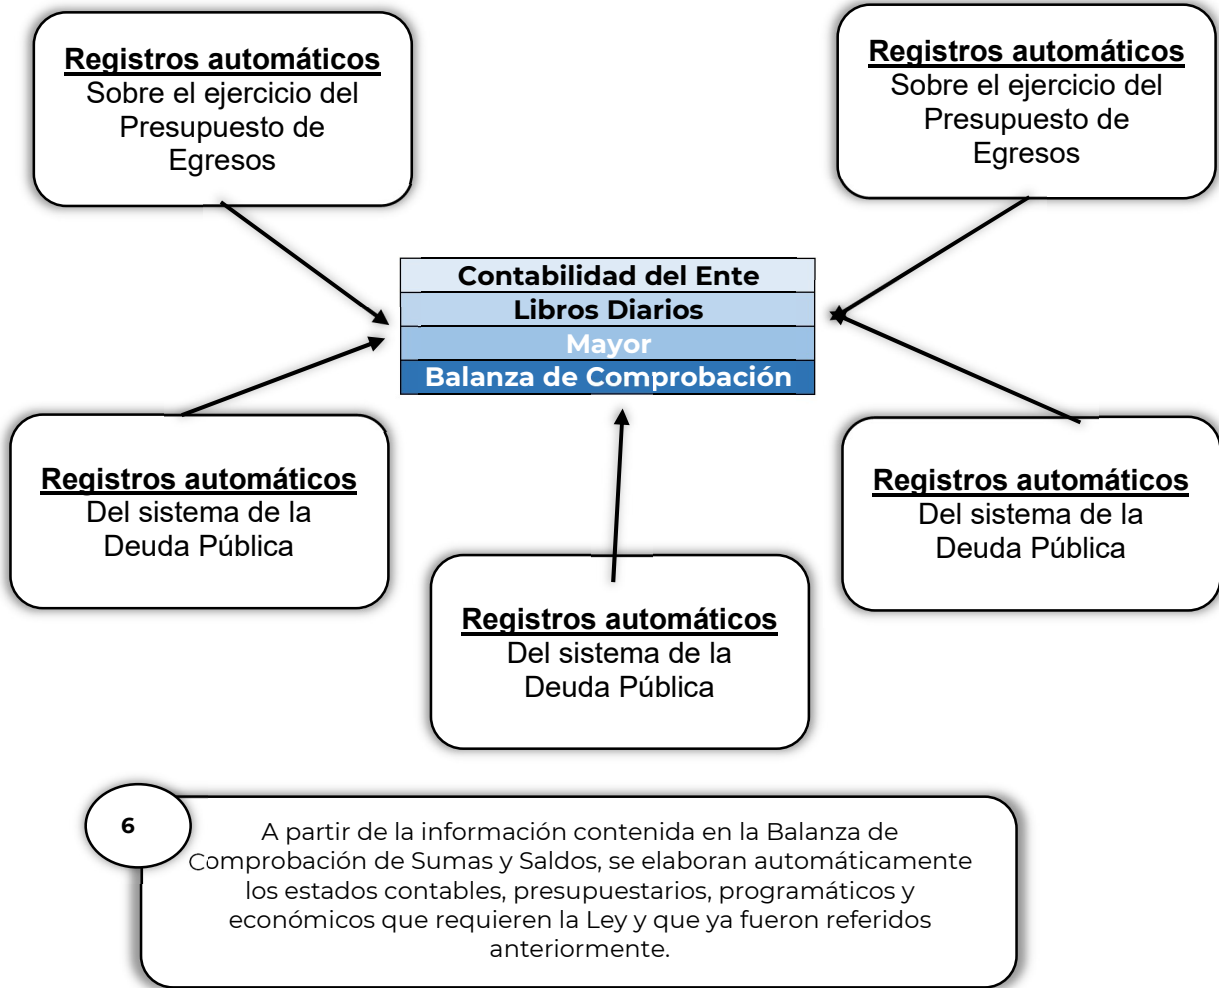 Registros automáticos
Sobre el ejercicio del
Presupuesto de
Egresos
Registros automáticos
Sobre el ejercicio del
Presupuesto de
Egresos
Contabilidad del Ente
Libros Diarios
Mayor
Balanza de Comprobación
Registros automáticos
Del sistema de la
Deuda Pública
Registros automáticos
Del sistema de la
Deuda Pública
Registros automáticos
Del sistema de la
Deuda Pública
6
A partir de la información contenida en la Balanza de
Comprobación de Sumas y Saldos, se elaboran automáticamente
los estados contables, presupuestarios, programáticos y
económicos que requieren la Ley y que ya fueron referidos
anteriormente.